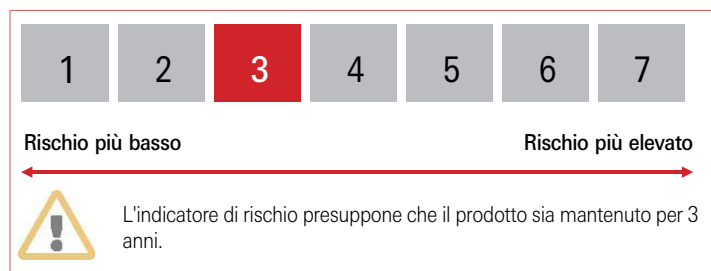 1 2 3 4 5 6 7
Rischio più basso Rischio più elevato
L'indicatore di rischio presuppone che il prodotto sia mantenuto per 3
anni.